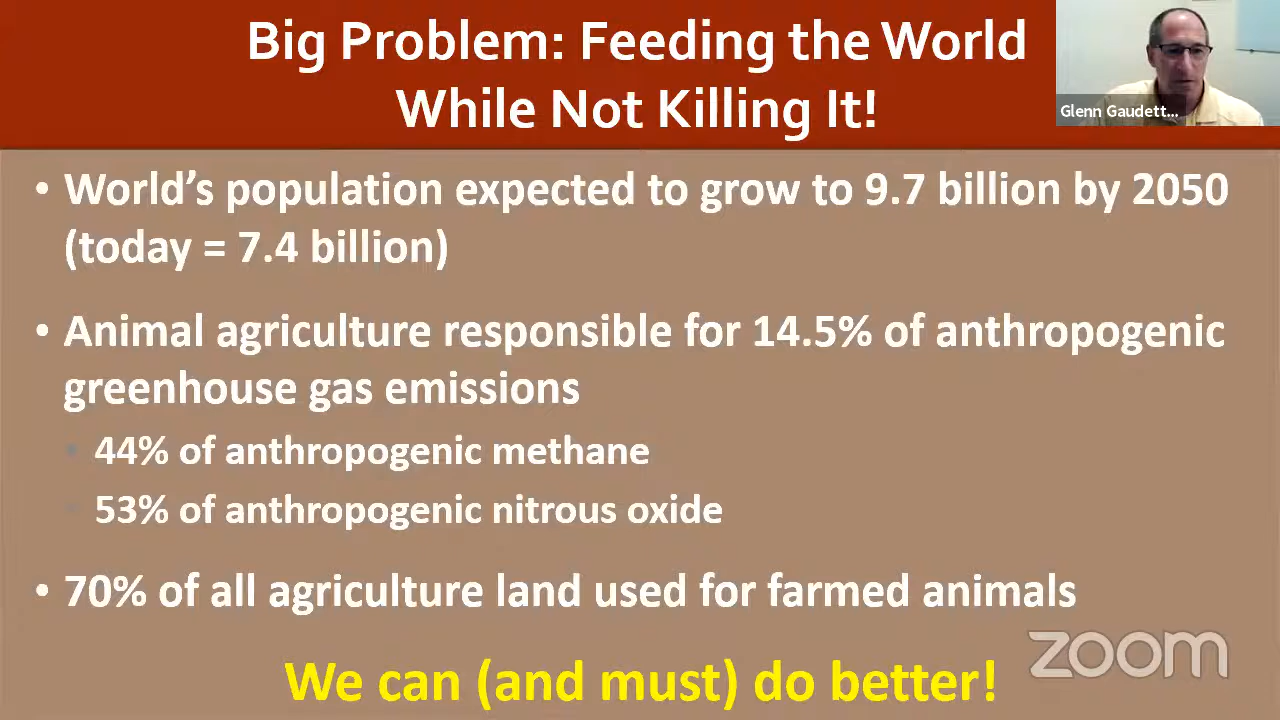 Big Problem: Feeding the World
While Not Killing It!
Glenn Gaudett...
• World’s population expected to grow to 9.7 billion by 2050
(today = 7.4 billion)
• Animal agriculture responsible for 14.5% of anthropogenic
greenhouse gas emissions
• 44% of anthropogenic methane
• 53% of anthropogenic nitrous oxide
• 70% of all agriculture land used for farmed animals
zoom
We can (and must) do better!